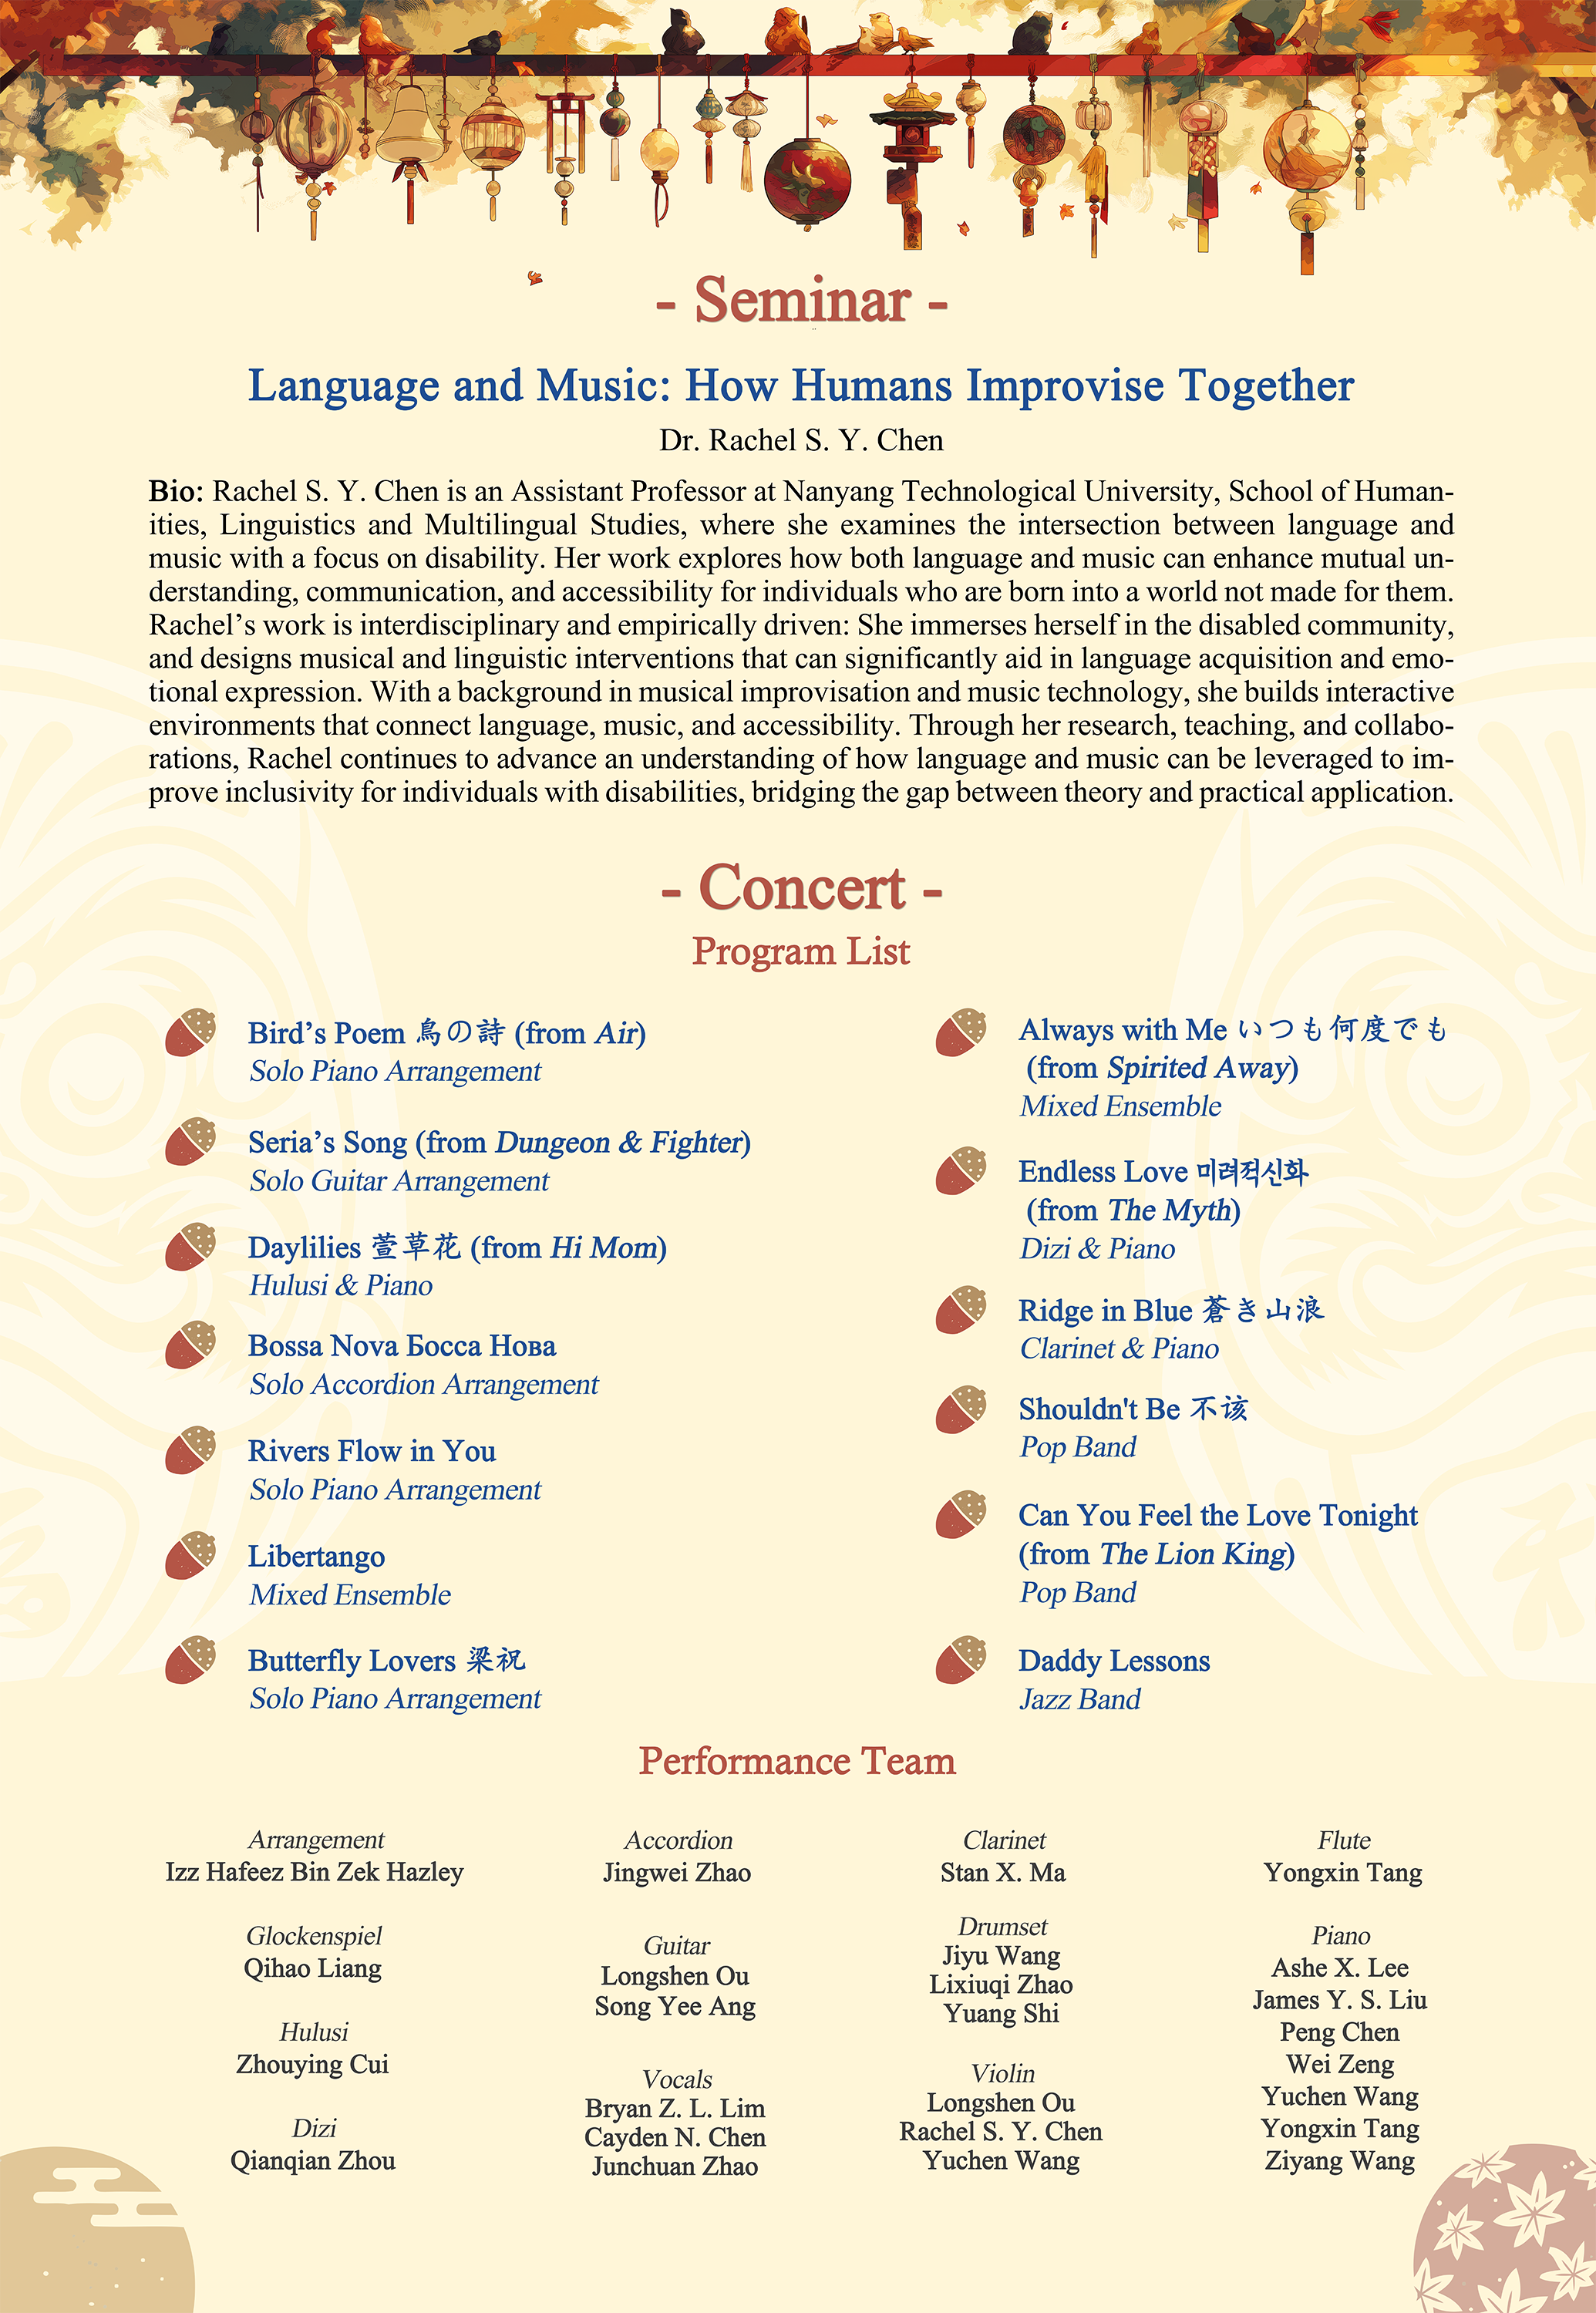 - Seminar -
Language and Music: How Humans Improvise Together
Dr. Rachel S. Y. Chen
Bio: Rachel S. Y. Chen is an Assistant Professor at Nanyang Technological University, School of Human-
ities, Linguistics and Multilingual Studies, where she examines the intersection between language and
music with a focus on disability. Her work explores how both language and music can enhance mutual un-
derstanding, communication, and accessibility for individuals who are born into a world not made for them.
Rachel’s work is interdisciplinary and empirically driven: She immerses herself in the disabled community,
and designs musical and linguistic interventions that can significantly aid in language acquisition and emo-
tional expression. With a background in musical improvisation and music technology, she builds interactive
environments that connect language, music, and accessibility. Through her research, teaching, and collabo-
rations, Rachel continues to advance an understanding of how language and music can be leveraged to im-
prove inclusivity for individuals with disabilities, bridging the gap between theory and practical application.
- Concert -
Program List
Bird’s Poem 鳥の詩 (from Air)
Solo Piano Arrangement
Seria’s Song (from Dungeon & Fighter)
Solo Guitar Arrangement
Daylilies 萱草花 (from Hi Mom)
Hulusi & Piano
Bossa Nova Босса Нова
Solo Accordion Arrangement
Rivers Flow in You
Solo Piano Arrangement
Libertango
Mixed Ensemble
Butterfly Lovers 梁祝
Solo Piano Arrangement
Always with Me いつも何度でも
(from Spirited Away)
Mixed Ensemble
Endless Love 미려적신화
(from The Myth)
Dizi & Piano
Ridge in Blue 蒼き山浪
Clarinet & Piano
Shouldn't Be 不该
Pop Band
Can You Feel the Love Tonight
(from The Lion King)
Pop Band
Daddy Lessons
Jazz Band
Performance Team
Arrangement
Izz Hafeez Bin Zek Hazley
Glockenspiel
Qihao Liang
Hulusi
Zhouying Cui
Dizi
Qianqian Zhou
Accordion
Jingwei Zhao
Guitar
Longshen Ou
Song Yee Ang
Vocals
Bryan Z. L. Lim
Cayden N. Chen
Junchuan Zhao
Clarinet
Stan X. Ma
Drumset
Jiyu Wang
Lixiuqi Zhao
Yuang Shi
Violin
Longshen Ou
Rachel S. Y. Chen
Yuchen Wang
Flute
Yongxin Tang
Piano
Ashe X. Lee
James Y. S. Liu
Peng Chen
Wei Zeng
Yuchen Wang
Yongxin Tang
Ziyang Wang